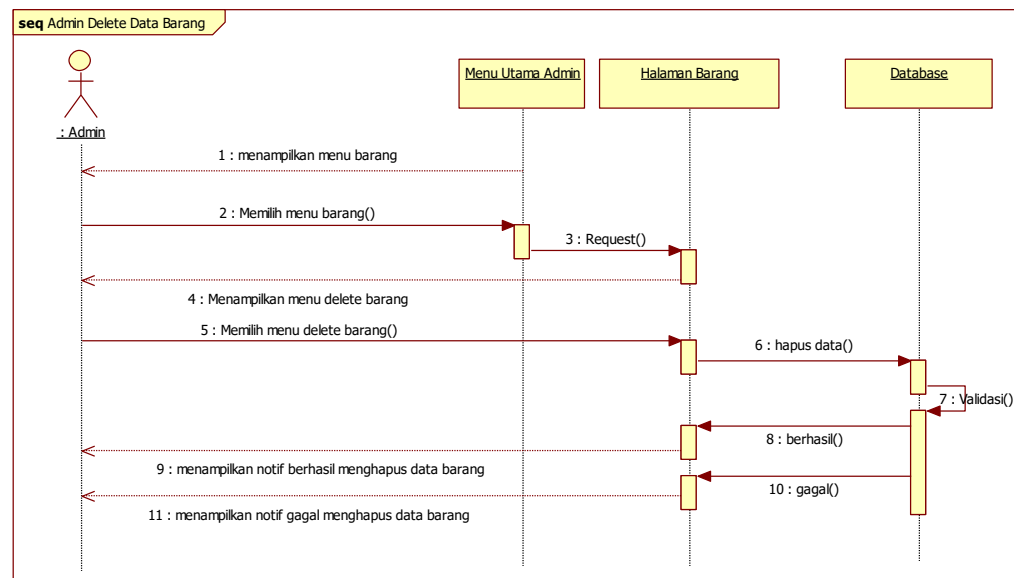 seq Admin Delete Data Barang
Menu Utama Admin
Halaman Barang
Database
: Admin
1 : menampilkan menu barang
2 : Memilih menu barang()
3 : Request()
4 : Menampilkan menu delete barang
5 : Memilih menu delete barang()
6 : hapus data()
7 : Validasi()
8 : berhasil()
9 : menampilkan notif berhasil menghapus data barang
10 : gagal()
11 : menampilkan notif gagal menghapus data barang